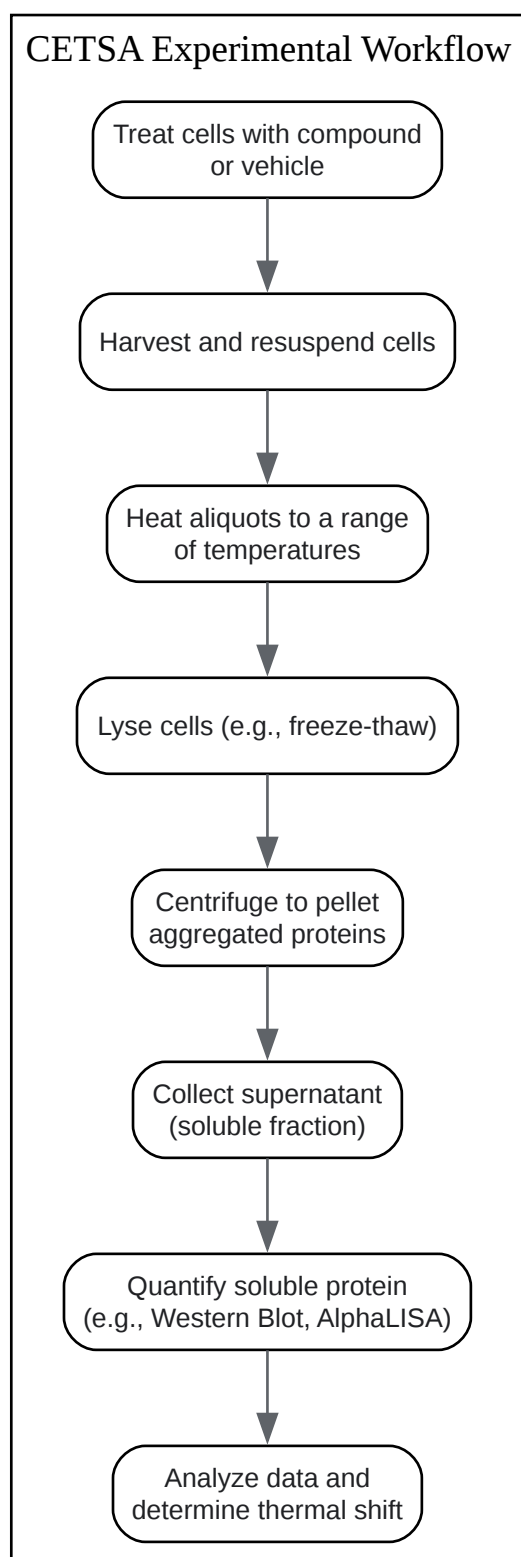 CETSA Experimental Workflow
Treat cells with compound
or vehicle
Harvest and resuspend cells
Heat aliquots to a range
of temperatures
Lyse cells (e.g., freeze-thaw)
Centrifuge to pellet
aggregated proteins
Collect supernatant
(soluble fraction)
Quantify soluble protein
(e.g., Western Blot, AlphaLISA)
Analyze data and
determine thermal shift